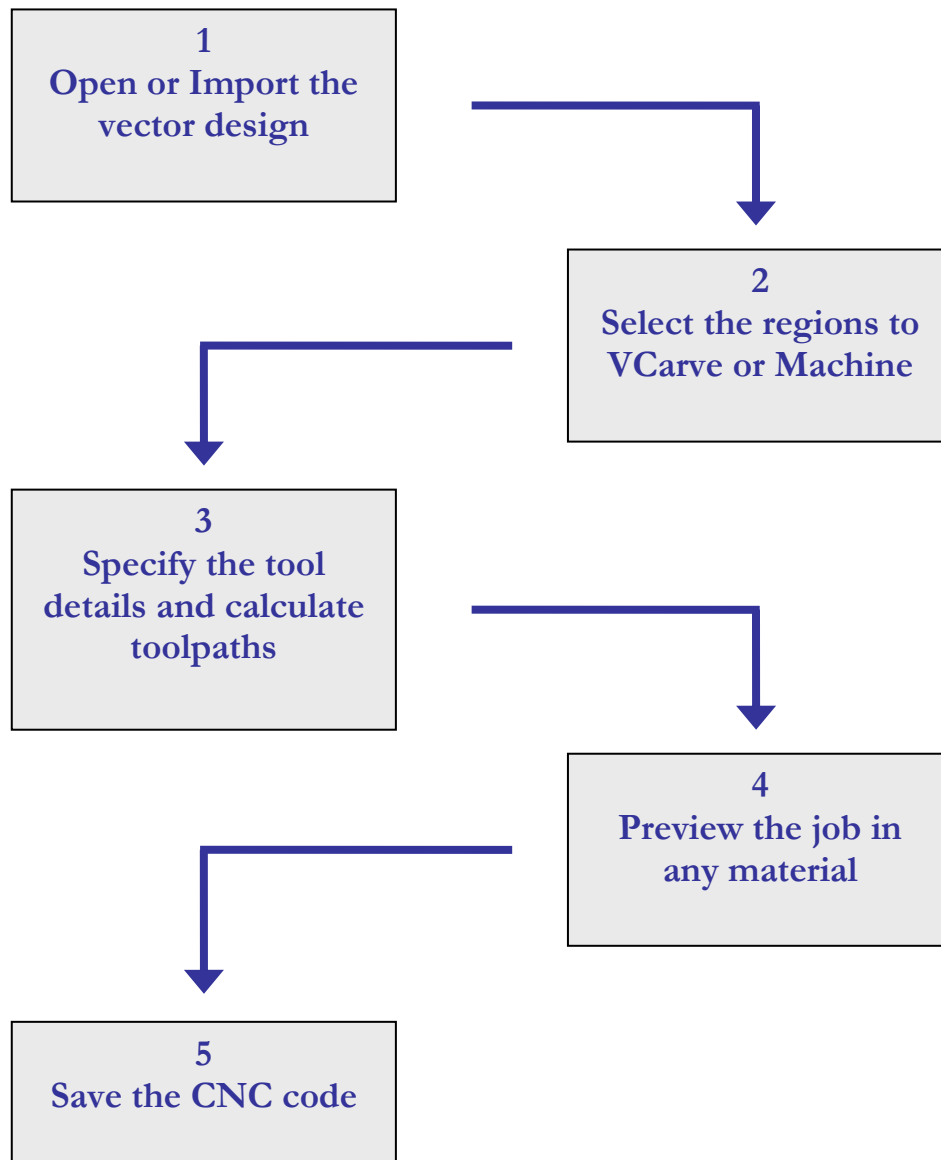 1
Open or Import the
vector design
2
Select the regions to
VCarve or Machine
3
Specify the tool
details and calculate
toolpaths
4
Preview the job in
any material
5
Save the CNC code